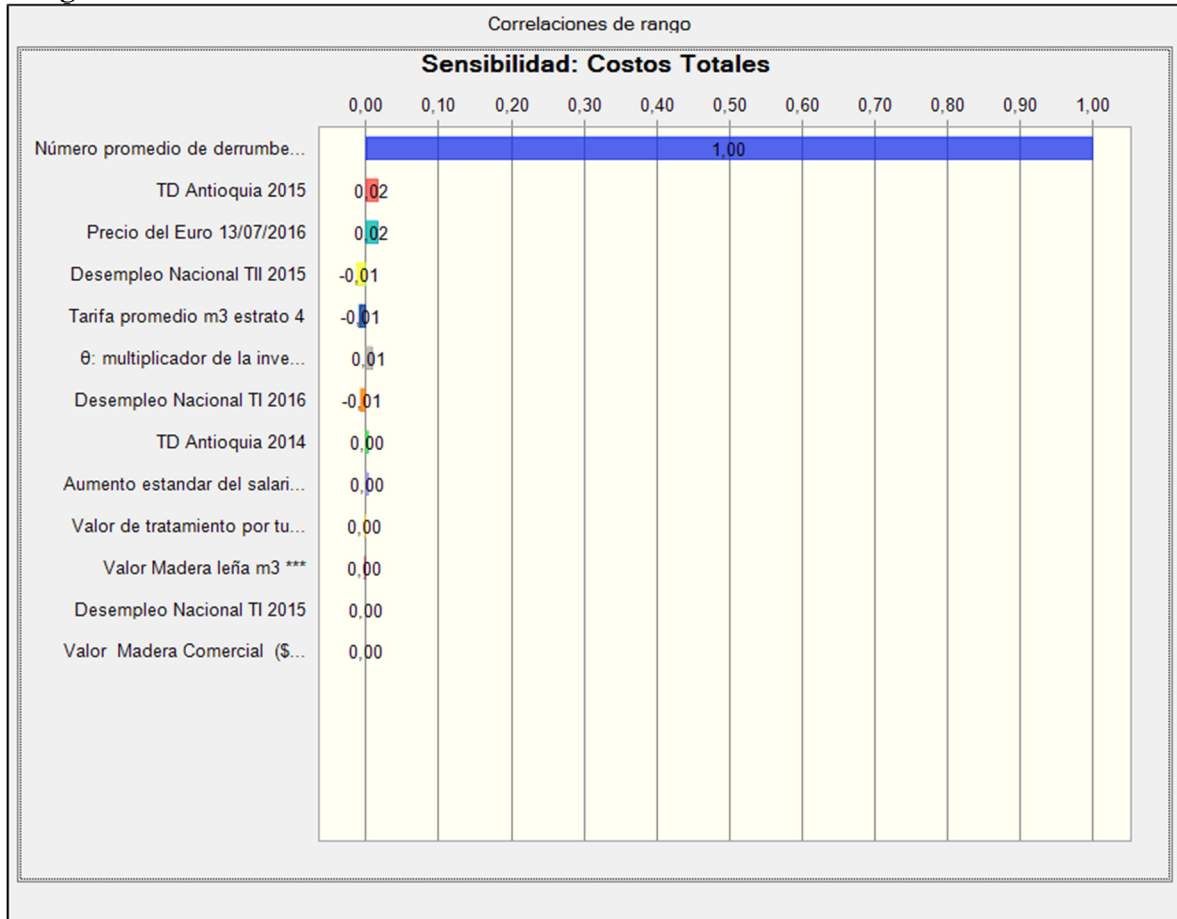 Correlaciones de rango
Sensibilidad: Costos Totales
0,00 0,10 0,20 0,30 0,40 0,50 0,60 0,70 0,80 0,90 1,00
Número promedio de derrumbe... 1,00
TD Antioquia 2015 0,02
Precio del Euro 13/07/2016 0,02
Desempleo Nacional TII 2015 -0,01
Tarifa promedio m3 estrato 4 -0,01
θ: multiplicador de la inve... 0,01
Desempleo Nacional TI 2016 -0,01
TD Antioquia 2014 0,00
Aumento estandar del salari... 0,00
Valor de tratamiento por tu... 0,00
Valor Madera leña m3 *** 0,00
Desempleo Nacional TI 2015 0,00
Valor Madera Comercial ($... 0,00